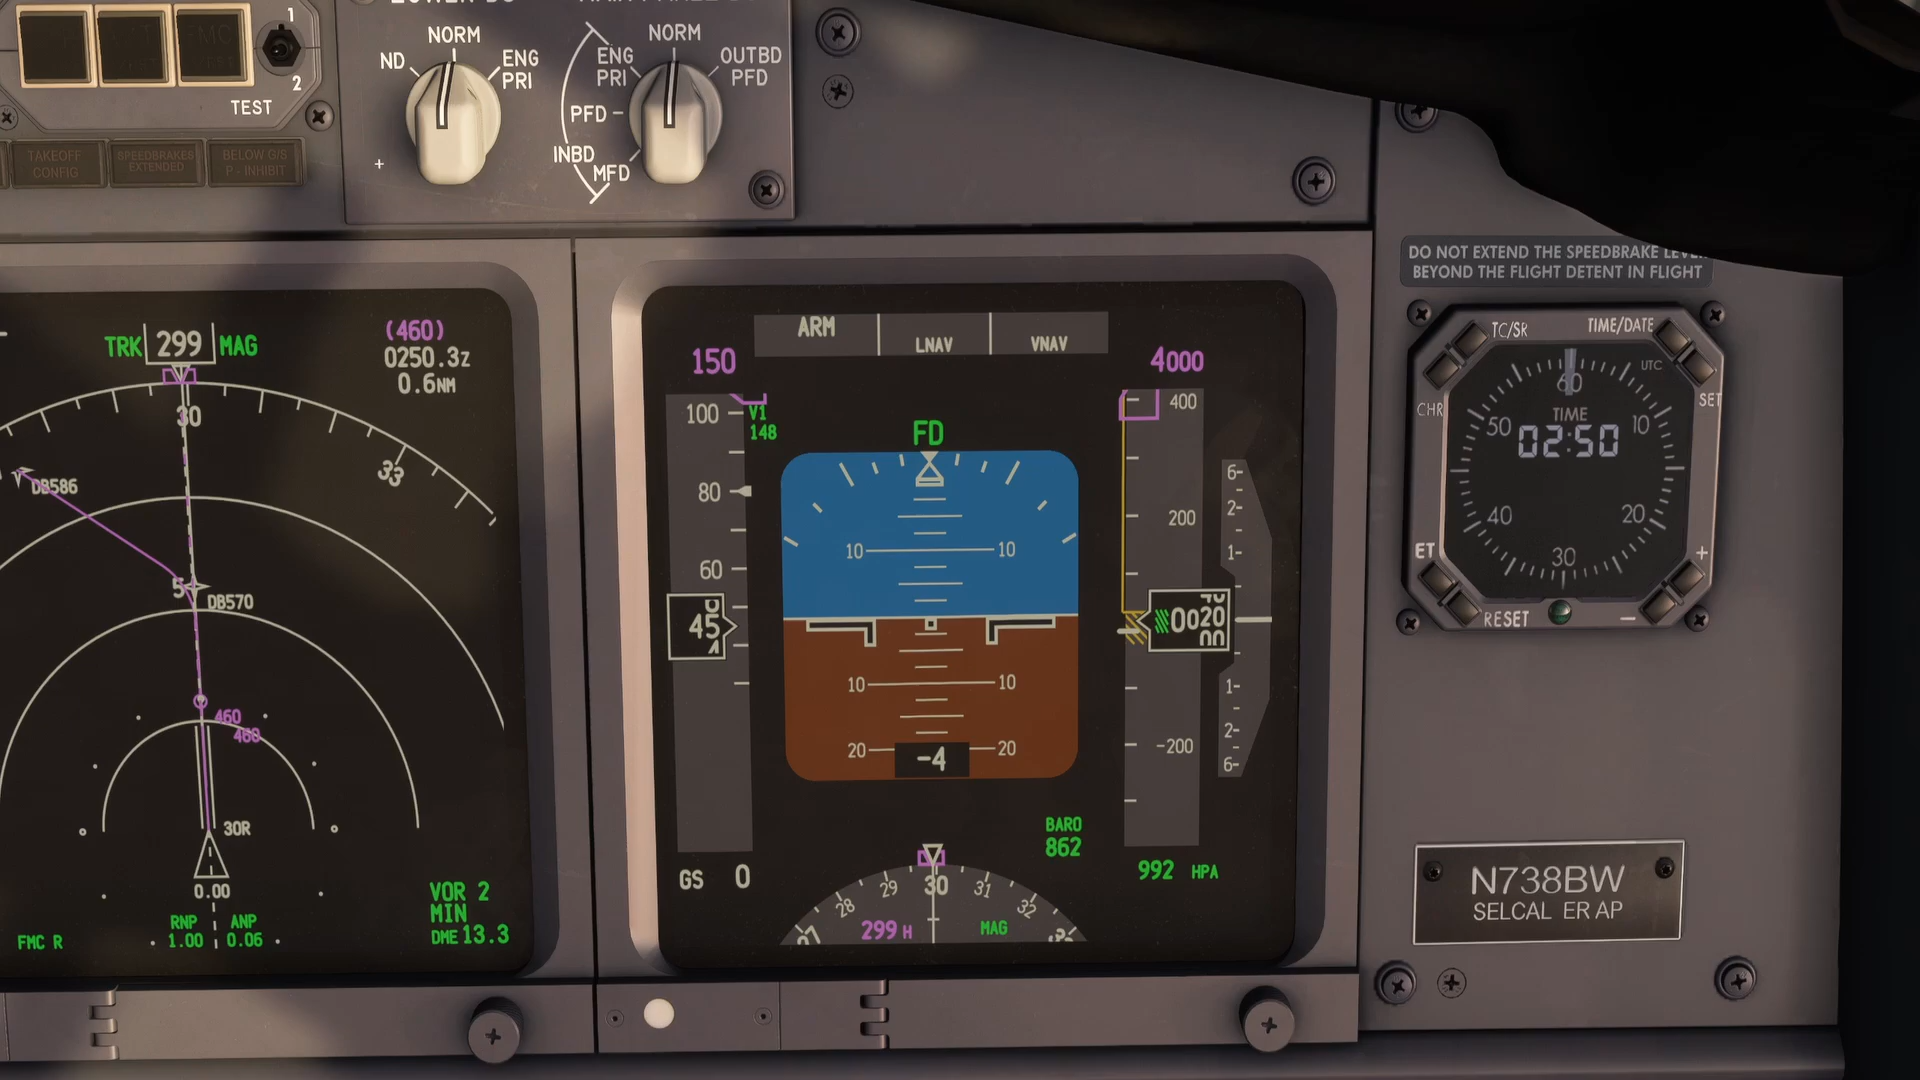 1
2
TEST
TAKEOFF
CONFIG
SPEEDBRAKES
EXTENDED
BELOW G/S
P - INHIBIT
NORM
ND
ENG
PRI
NORM
ENG
PRI
OUTBD
PFD
PFD
INBD
MFD
DO NOT EXTEND THE SPEEDBRAKE LEVER
BEYOND THE FLIGHT DETENT IN FLIGHT
TRK 299 MAG
(460)
0250.3z
0.6NM
30
33
DB586
5
DB570
460
460
30R
0.00
RNP ANP
1.00 0.06
FMC R
VOR 2
MIN
DME 13.3
ARM
LNAV
VNAV
150
4000
V1
148
100
80
60
45
FD
10 10
10 10
20 20
-4
400
200
0020
-200
6
2
1
1
2
6
BARO
862
992 HPA
GS 0
28 29 30 31 32
299 H
MAG
TC/SR
TIME/DATE
UTC
CHR
SET
60
TIME
02:50
50
10
40
20
30
ET
+
RESET
−
N738BW
SELCAL ER AP